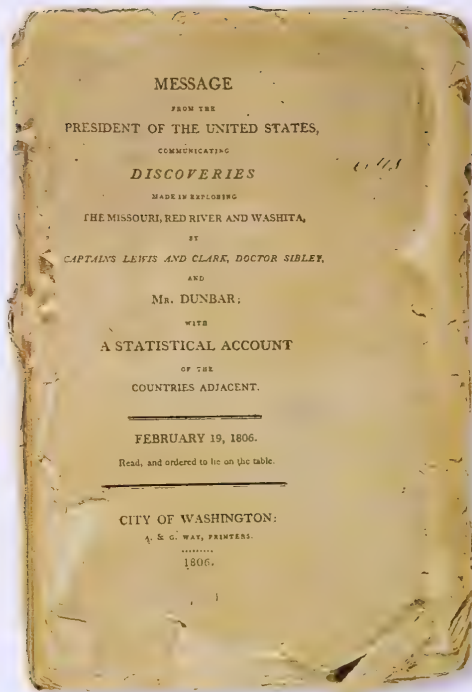 MESSAGE
FROM THE
PRESIDENT OF THE UNITED STATES,
COMMUNICATING
DISCOVERIES
MADE IN EXPLORING
THE MISSOURI, RED RIVER AND WASHITA,
BY
CAPTAINS LEWIS AND CLARK, DOCTOR SIBLEY,
AND
MR. DUNBAR;
WITH
A STATISTICAL ACCOUNT
OF THE
COUNTRIES ADJACENT.
FEBRUARY 19, 1806.
Read, and ordered to lie on the table.
CITY OF WASHINGTON:
A. & G. WAY, PRINTERS.
1806.